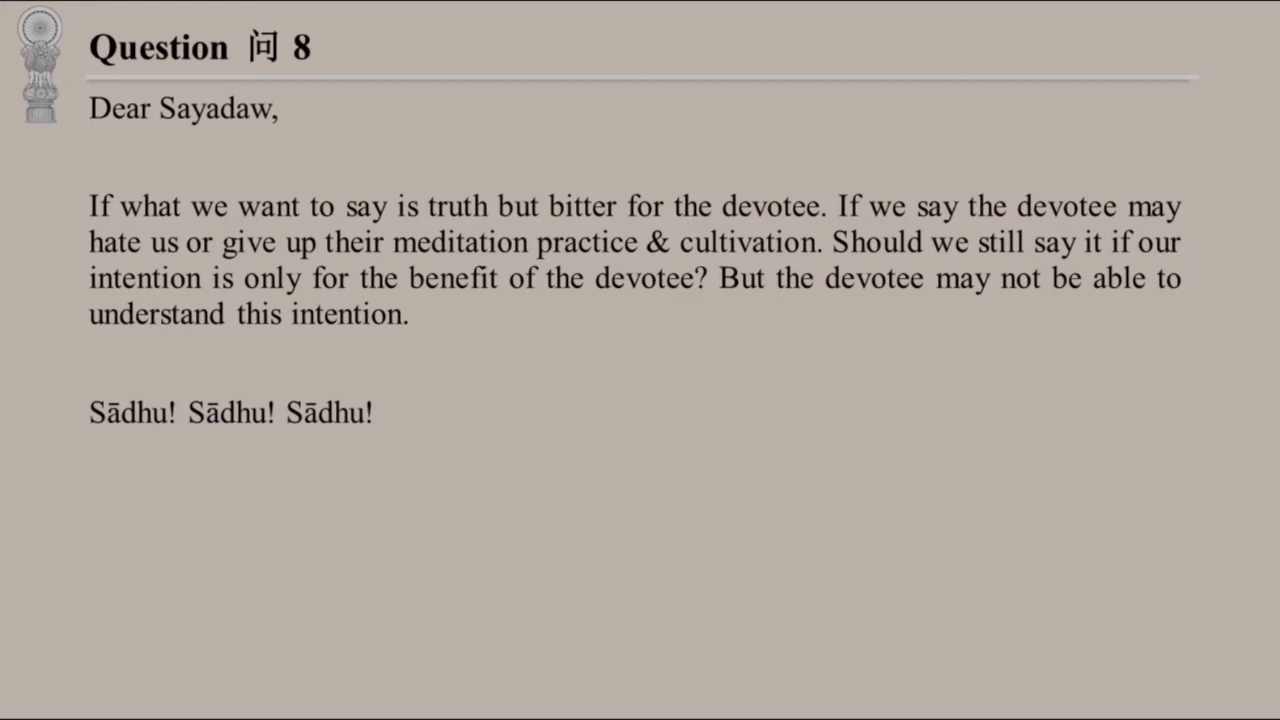 Question 问 8
Dear Sayadaw,
If what we want to say is truth but bitter for the devotee. If we say the devotee may
hate us or give up their meditation practice & cultivation. Should we still say it if our
intention is only for the benefit of the devotee? But the devotee may not be able to
understand this intention.
Sādhu! Sādhu! Sādhu!